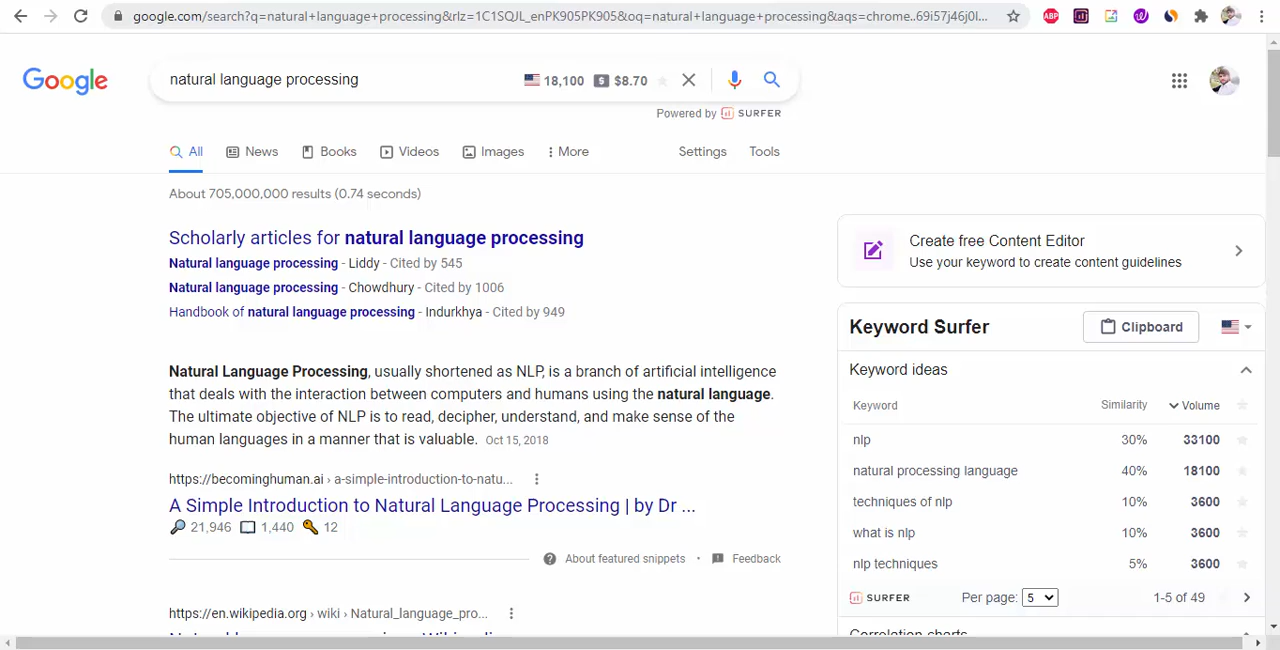 google.com/search?q=natural+language+processing&rlz=1C1SQJL_enPK905PK905&oq=natural+language+processing&aqs=chrome..69i57j46j0l...
ABP
Google
natural language processing 18,100 $ $8.70
Powered by SURFER
All News Books Videos Images More Settings Tools
About 705,000,000 results (0.74 seconds)
Scholarly articles for natural language processing
Natural language processing - Liddy - Cited by 545
Natural language processing - Chowdhury - Cited by 1006
Handbook of natural language processing - Indurkhya - Cited by 949
Natural Language Processing, usually shortened as NLP, is a branch of artificial intelligence
that deals with the interaction between computers and humans using the natural language.
The ultimate objective of NLP is to read, decipher, understand, and make sense of the
human languages in a manner that is valuable. Oct 15, 2018
https://becominghuman.ai › a-simple-introduction-to-natu...
A Simple Introduction to Natural Language Processing | by Dr ...
21,946 1,440 12
About featured snippets • Feedback
https://en.wikipedia.org › wiki › Natural_language_pro...
Create free Content Editor
Use your keyword to create content guidelines
Keyword Surfer Clipboard
Keyword ideas
Keyword Similarity Volume
nlp 30% 33100
natural processing language 40% 18100
techniques of nlp 10% 3600
what is nlp 10% 3600
nlp techniques 5% 3600
SURFER Per page: 5 1-5 of 49
Correlation charts